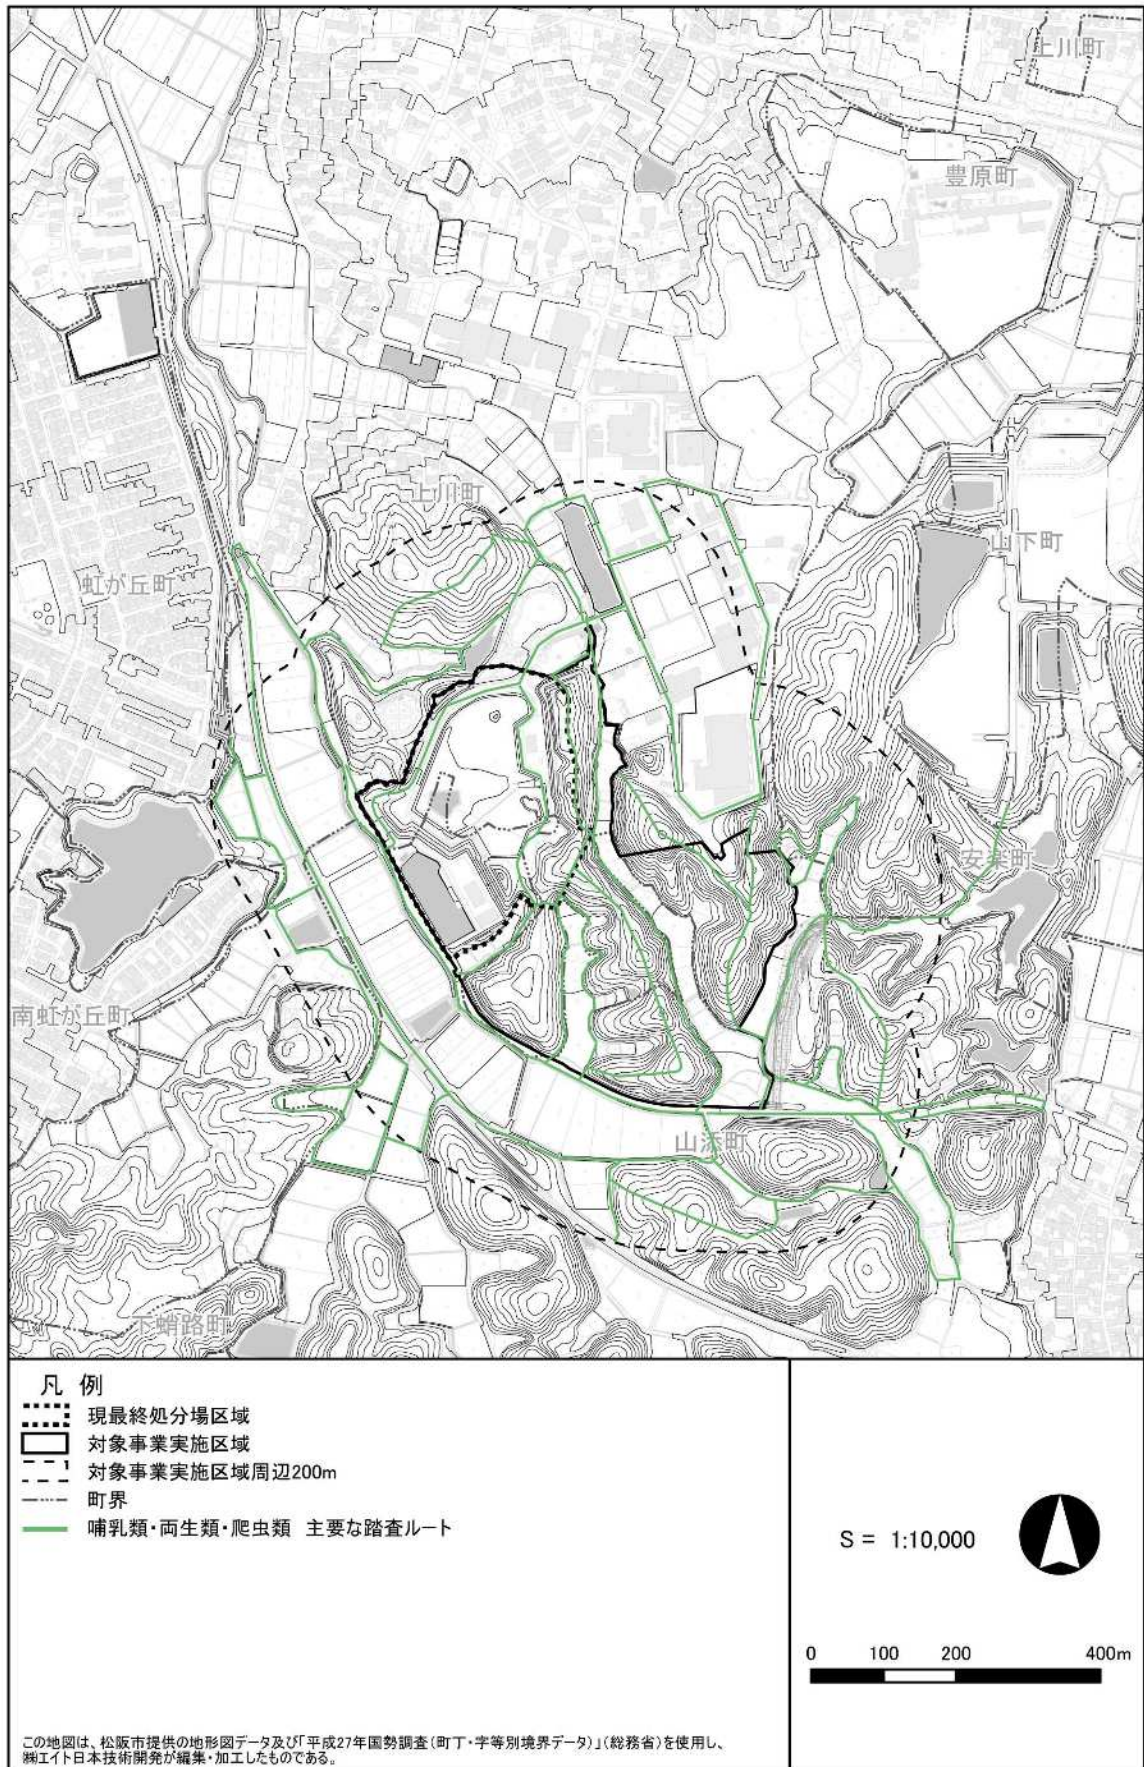 上川町
豊原町
上川町
山下町
虹が丘町
安楽町
南虹が丘町
山添町
下蛸路町
凡 例
現最終処分場区域
対象事業実施区域
対象事業実施区域周辺200m
町界
哺乳類・両生類・爬虫類 主要な踏査ルート
S = 1:10,000
0 100 200 400m
この地図は、松阪市提供の地形図データ及び「平成27年国勢調査(町丁・字等別境界データ)」(総務省)を使用し、
㈱エイト日本技術開発が編集・加工したものである。